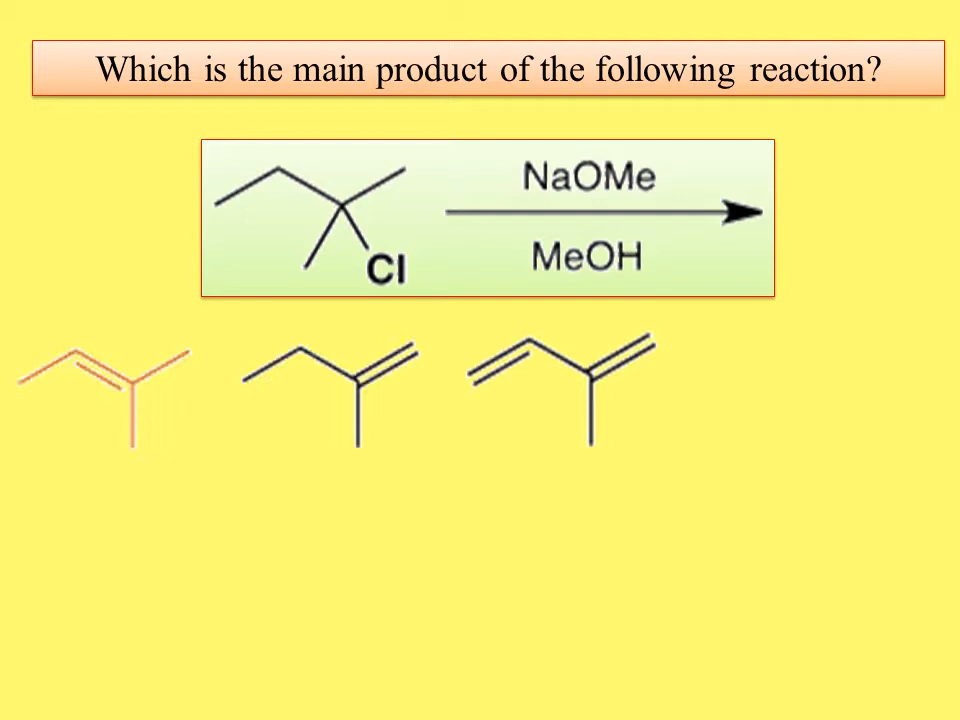 Which is the main product of the following reaction?
NaOMe
MeOH
Cl